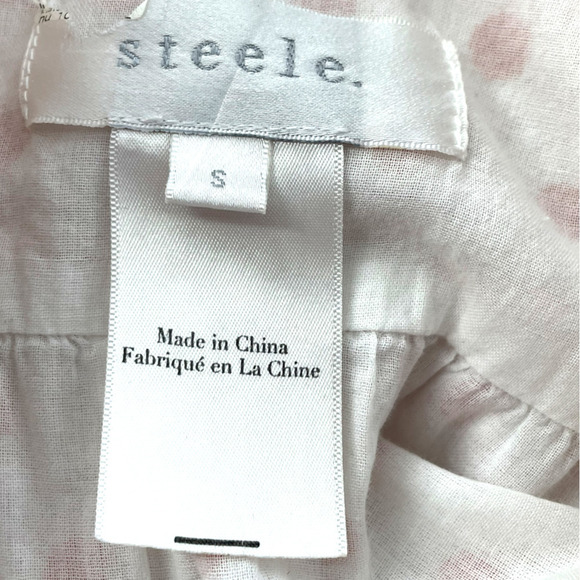 steele.
S
Made in China
Fabriqué en La Chine